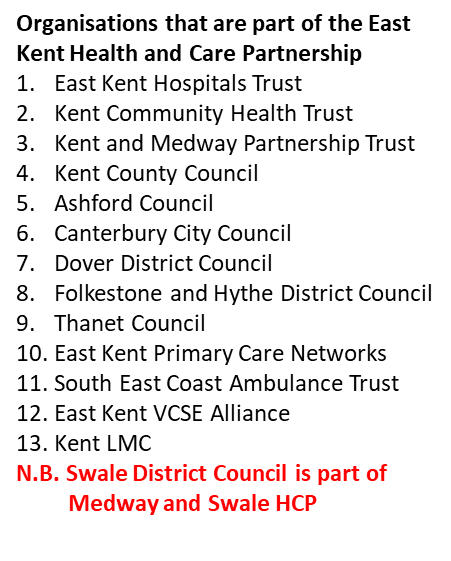 Organisations that are part of the East
Kent Health and Care Partnership
1. East Kent Hospitals Trust
2. Kent Community Health Trust
3. Kent and Medway Partnership Trust
4. Kent County Council
5. Ashford Council
6. Canterbury City Council
7. Dover District Council
8. Folkestone and Hythe District Council
9. Thanet Council
10. East Kent Primary Care Networks
11. South East Coast Ambulance Trust
12. East Kent VCSE Alliance
13. Kent LMC
N.B. Swale District Council is part of
Medway and Swale HCP